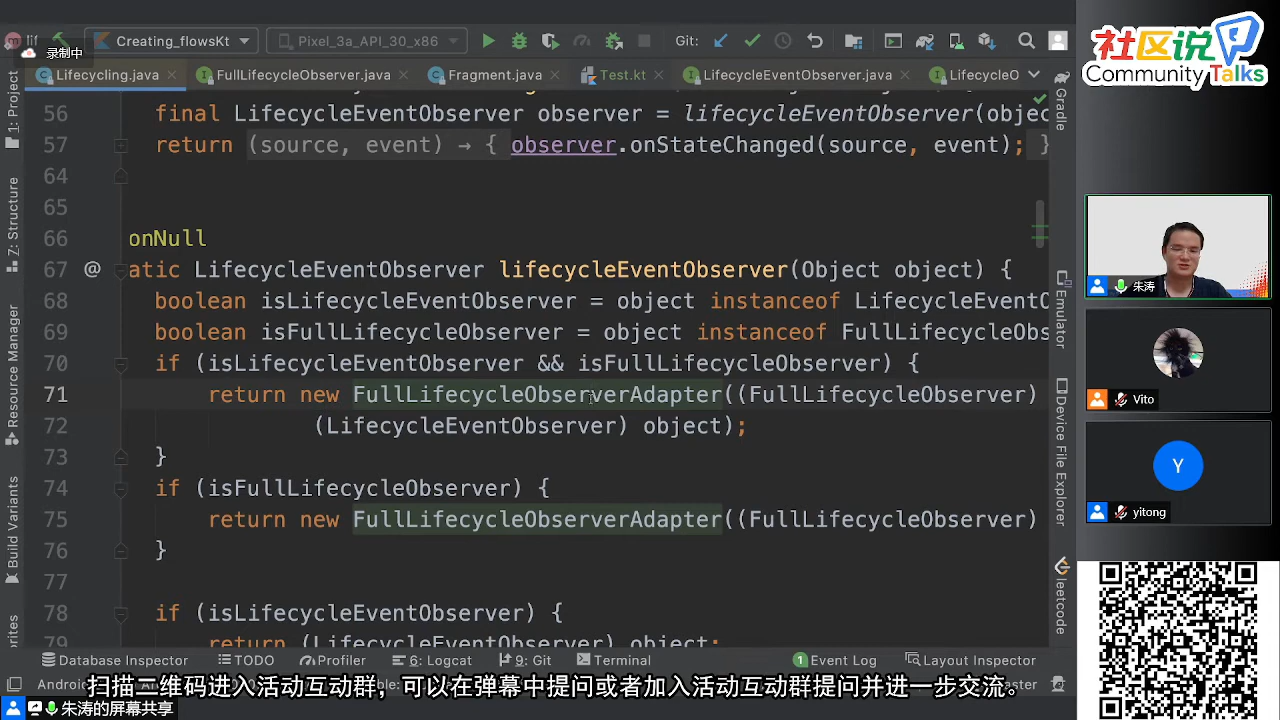 Creating_flowsKt
Pixel_3a_API_30
Git:
录制中
Lifecycling.java
FullLifecycleObserver.java
Fragment.java
Test.kt
LifecycleEventObserver.java
56 final LifecycleEventObserver observer = lifecycleEventObserver(objec
57 return (source, event) → { observer.onStateChanged(source, event); }
64
65
66 onNull
67 @ atic LifecycleEventObserver lifecycleEventObserver(Object object) {
68 boolean isLifecycleEventObserver = object instanceof LifecycleEventO
69 boolean isFullLifecycleObserver = object instanceof FullLifecycleObs
70 if (isLifecycleEventObserver && isFullLifecycleObserver) {
71 return new FullLifecycleObserverAdapter((FullLifecycleObserver)
72 (LifecycleEventObserver) object);
73 }
74 if (isFullLifecycleObserver) {
75 return new FullLifecycleObserverAdapter((FullLifecycleObserver)
76 }
77
78 if (isLifecycleEventObserver) {
79 return (LifecycleEventObserver) object;
1: Project
Z: Structure
Resource Manager
Build Variants
Gradle
Emulator
Device File Explorer
leetcode
Database Inspector
TODO
Profiler
6: Logcat
9: Git
Terminal
1 Event Log
Layout Inspector
扫描二维码进入活动互动群，可以在弹幕中提问或者加入活动互动群提问并进一步交流。
朱涛的屏幕共享
社区说
Community Talks
朱涛
Vito
Y
yitong